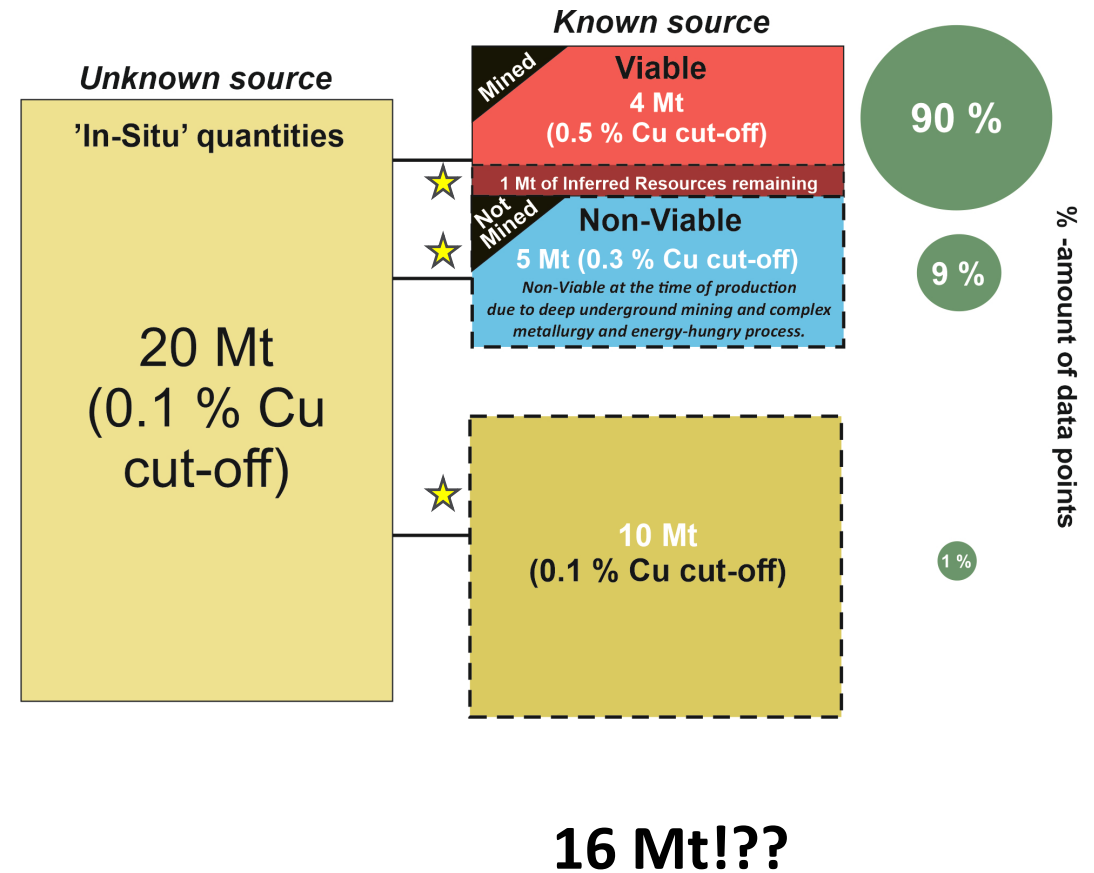 Unknown source
’In-Situ’ quantities
20 Mt
(0.1 % Cu
cut-off)
Known source
Mined
Viable
4 Mt
(0.5 % Cu cut-off)
1 Mt of Inferred Resources remaining
Not
Mined
Non-Viable
5 Mt (0.3 % Cu cut-off)
Non-Viable at the time of production
due to deep underground mining and complex
metallurgy and energy-hungry process.
10 Mt
(0.1 % Cu cut-off)
90 %
9 %
1 %
% -amount of data points
16 Mt!??